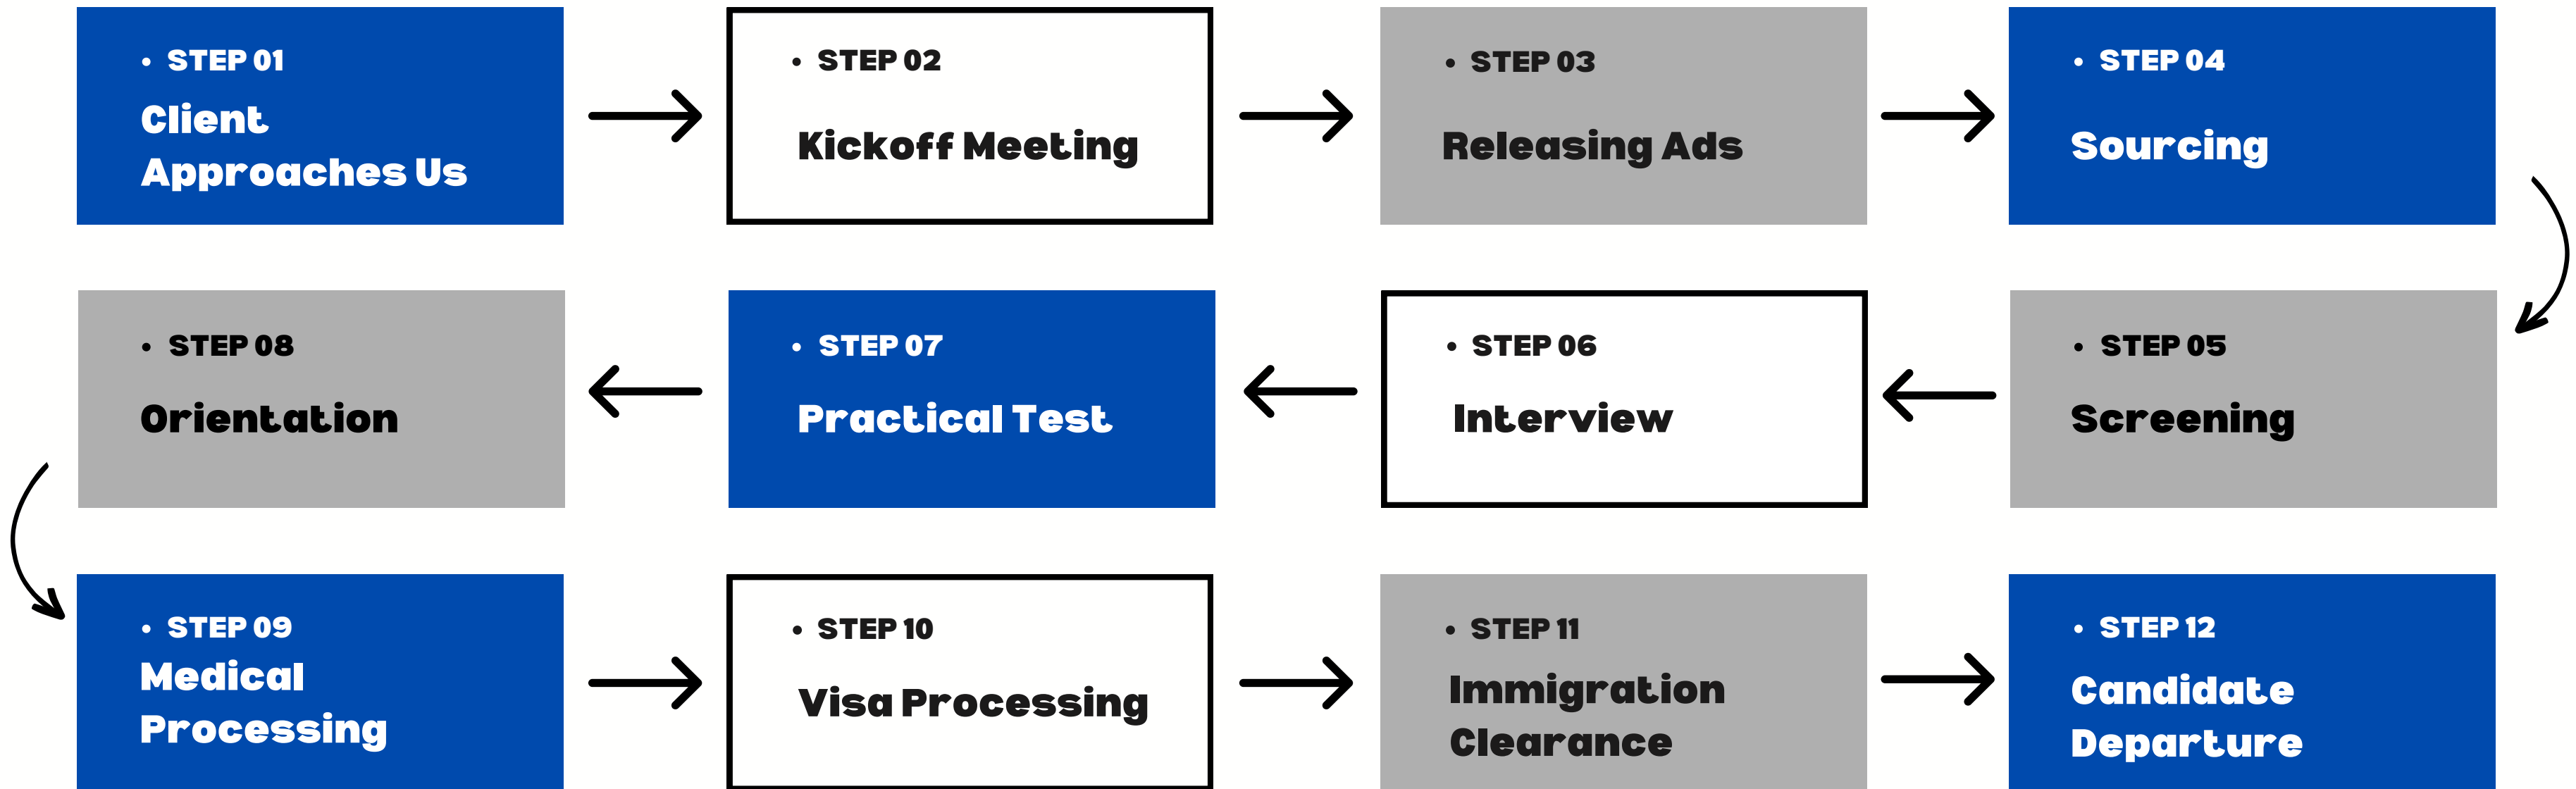 • STEP 01
Client
Approaches Us
• STEP 02
Kickoff Meeting
• STEP 03
Releasing Ads
• STEP 04
Sourcing
• STEP 05
Screening
• STEP 06
Interview
• STEP 07
Practical Test
• STEP 08
Orientation
• STEP 09
Medical
Processing
• STEP 10
Visa Processing
• STEP 11
Immigration
Clearance
• STEP 12
Candidate
Departure